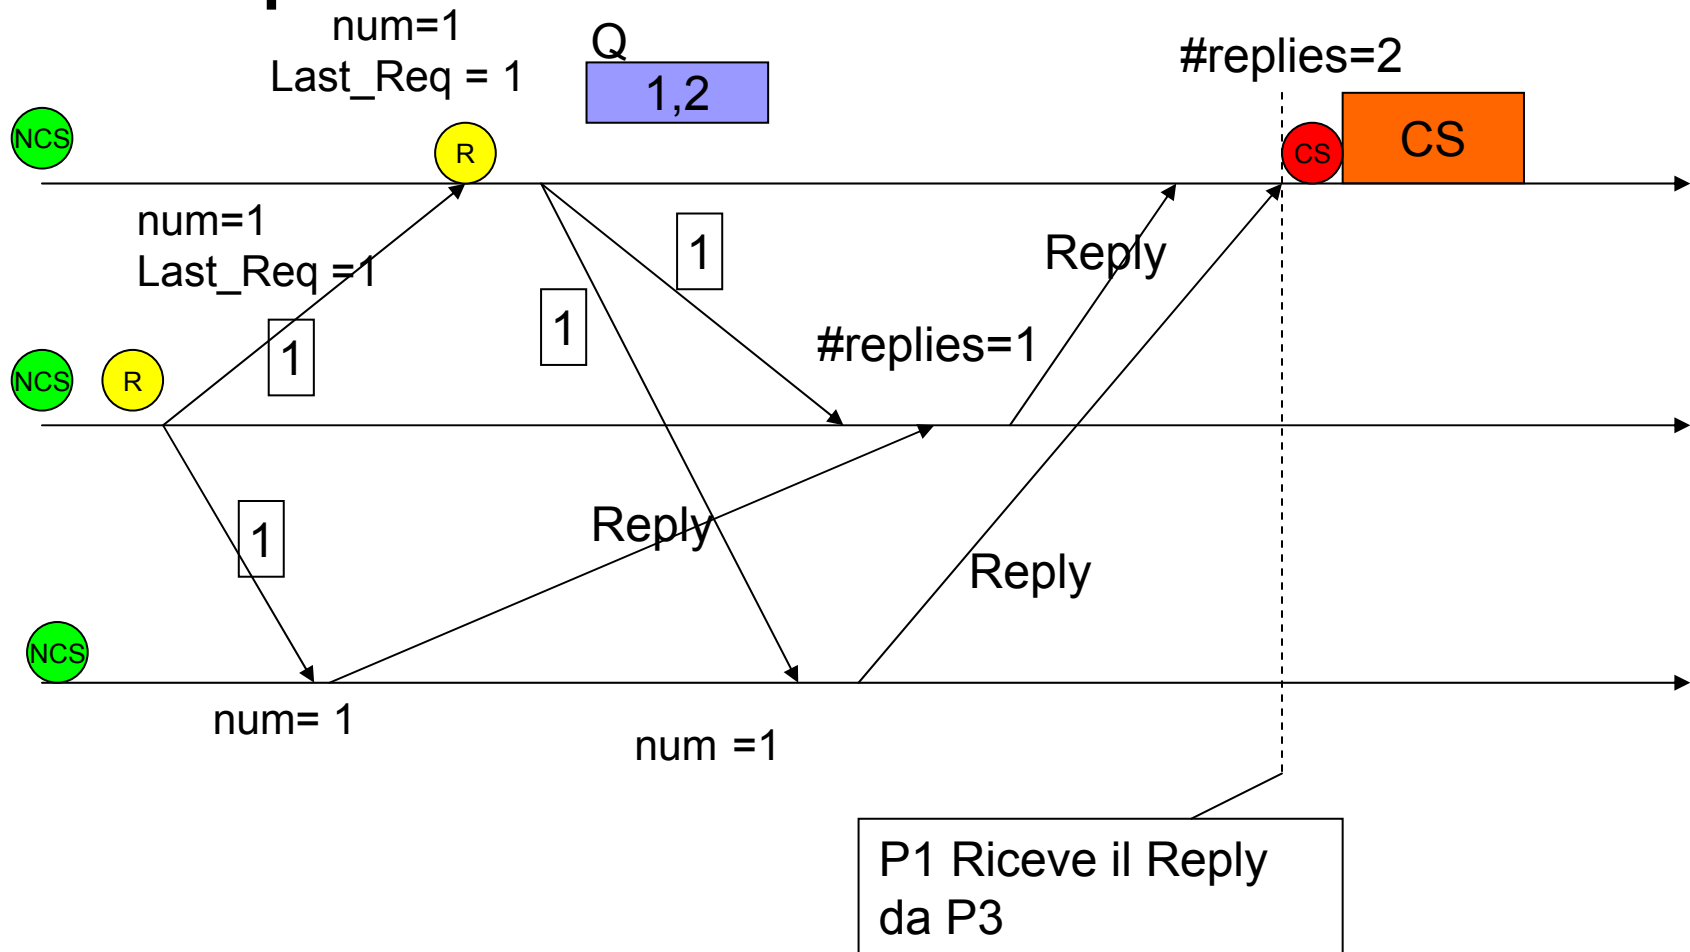 num=1
Last_Req = 1
Q
1,2
#replies=2
NCS
R
CS
CS
num=1
Last_Req =1
1
1
1
Reply
#replies=1
NCS
R
1
Reply
Reply
NCS
num= 1
num =1
P1 Riceve il Reply
da P3